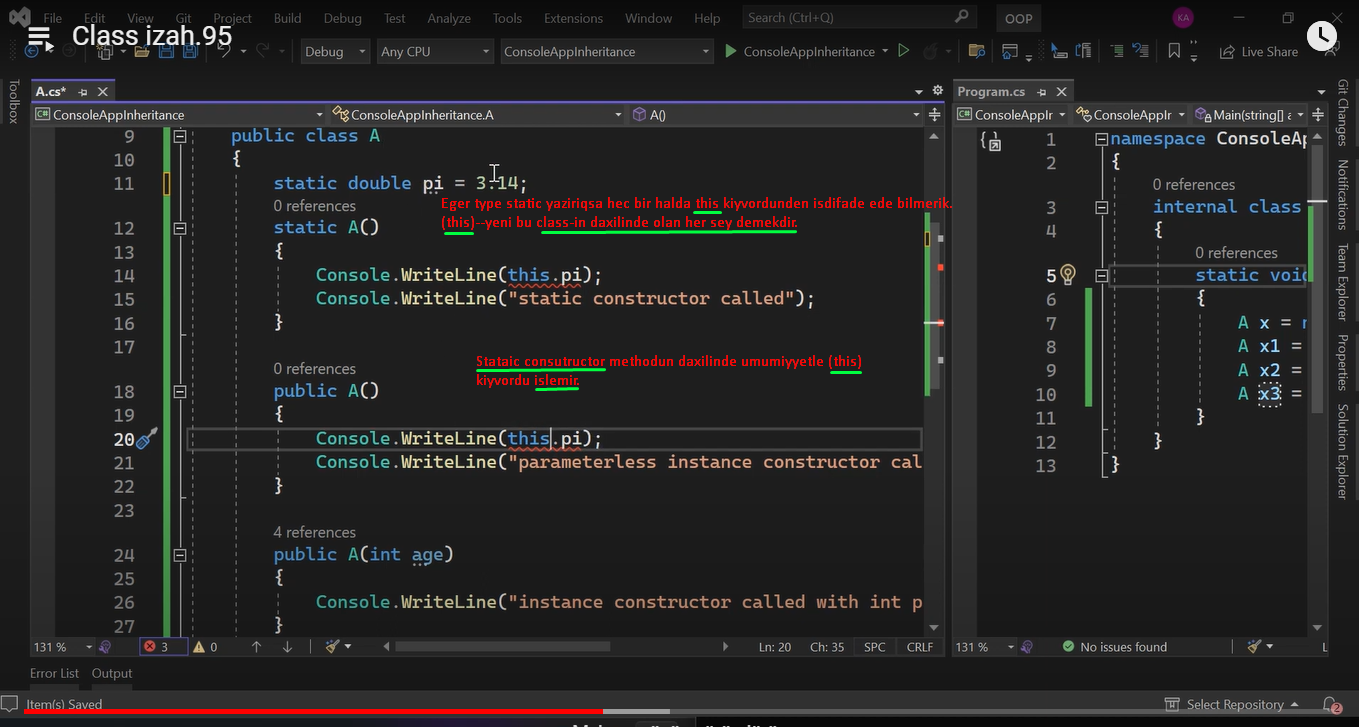 File Edit View Git Project Build Debug Test Analyze Tools Extensions Window Help Search (Ctrl+Q) OOP KA
Class izah.95
Debug Any CPU ConsoleAppInheritance ConsoleAppInheritance Live Share
Toolbox
A.cs*
ConsoleAppInheritance ConsoleAppInheritance.A A()
9 public class A
10 {
11 static double pi = 3.14;
0 references
Eger type static yaziriqsa hec bir halda this kiyvordunden isdifade ede bilmerik.
(this)--yeni bu class-in daxilinde olan her sey demekdir.
12 static A()
13 {
14 Console.WriteLine(this.pi);
15 Console.WriteLine("static constructor called");
16 }
17
Stataic consutructor methodun daxilinde umumiyyetle (this)
kiyvordu islemir.
0 references
18 public A()
19 {
20 Console.WriteLine(this.pi);
21 Console.WriteLine("parameterless instance constructor cal
22 }
23
4 references
24 public A(int age)
25 {
26 Console.WriteLine("instance constructor called with int p
27 }
131 % 3 0 Ln: 20 Ch: 35 SPC CRLF
Program.cs
ConsoleAppIr ConsoleAppIr Main(string[] a
1 namespace ConsoleAp
2 {
0 references
3 internal class
4 {
0 references
5 static voic
6 {
7 A x = n
8 A x1 =
9 A x2 =
10 A x3 =
11 }
12 }
13 }
131 % No issues found L
Git Changes
Notifications
Team Explorer
Properties
Solution Explorer
Error List Output
Item(s) Saved Select Repository 2